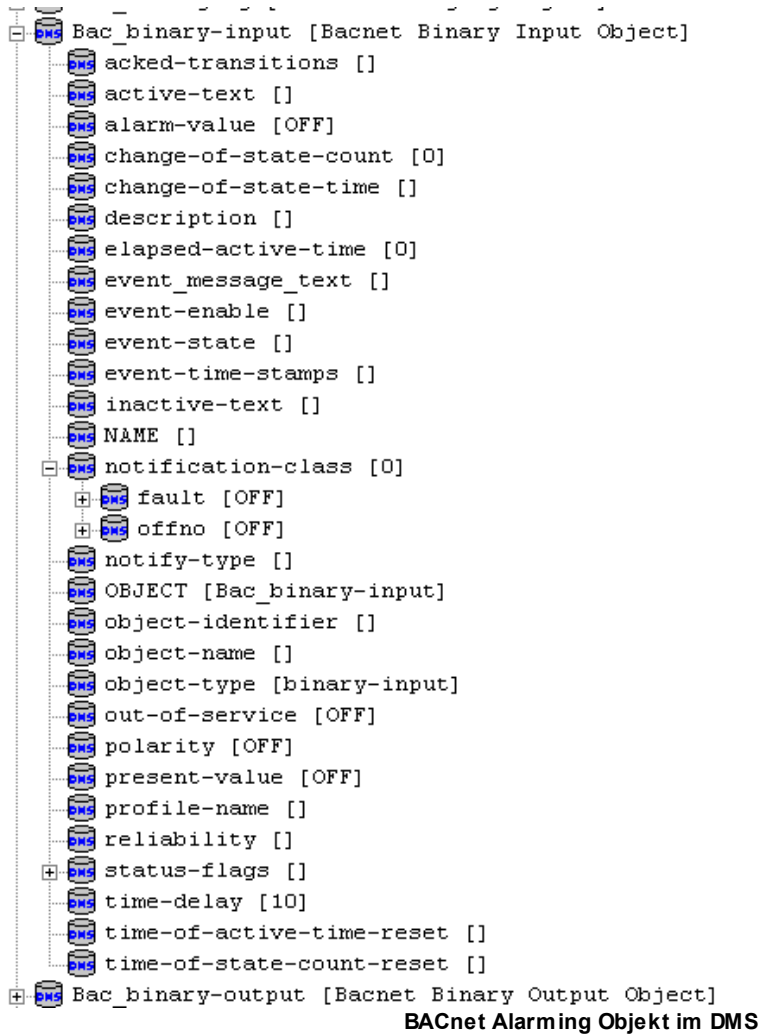 Bac_binary-input [Bacnet Binary Input Object]
acked-transitions []
active-text []
alarm-value [OFF]
change-of-state-count [0]
change-of-state-time []
description []
elapsed-active-time [0]
event_message_text []
event-enable []
event-state []
event-time-stamps []
inactive-text []
NAME []
notification-class [0]
fault [OFF]
offno [OFF]
notify-type []
OBJECT [Bac_binary-input]
object-identifier []
object-name []
object-type [binary-input]
out-of-service [OFF]
polarity [OFF]
present-value [OFF]
profile-name []
reliability []
status-flags []
time-delay [10]
time-of-active-time-reset []
time-of-state-count-reset []
Bac_binary-output [Bacnet Binary Output Object]
BACnet Alarming Objekt im DMS